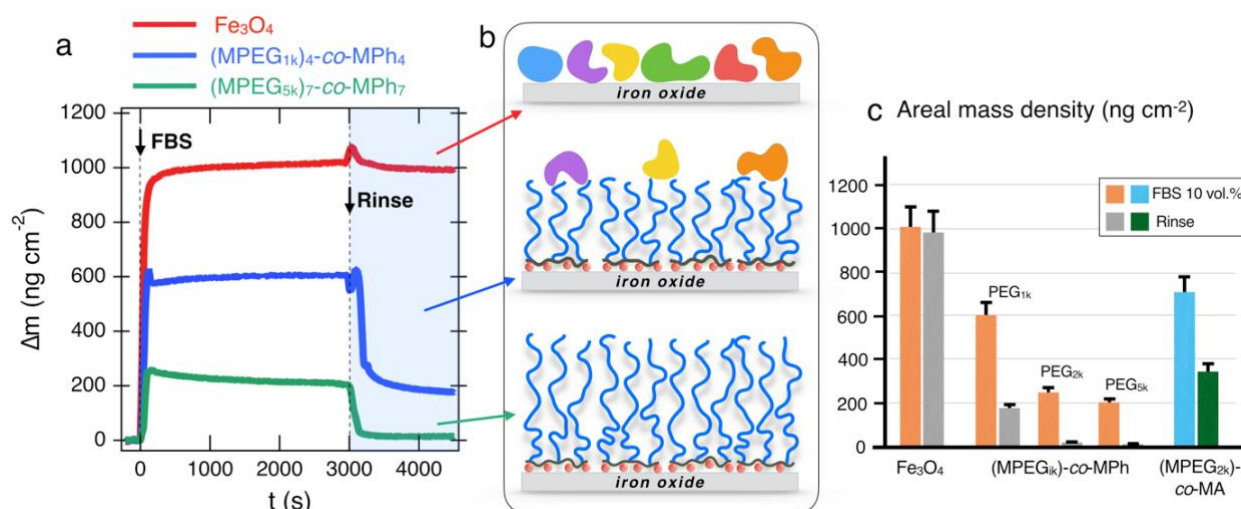 a
Fe₃O₄
(MPEG₁ₖ)₄-co-MPh₄
(MPEG₅ₖ)₇-co-MPh₇
1200
1000
800
600
400
200
0
Δm (ng cm⁻²)
FBS
Rinse
0
1000
2000
3000
4000
t (s)
b
iron oxide
iron oxide
iron oxide
c Areal mass density (ng cm⁻²)
1200
1000
800
600
400
200
0
FBS 10 vol.%
Rinse
PEG₁ₖ
PEG₂ₖ
PEG₅ₖ
Fe₃O₄
(MPEGᵢₖ)-co-MPh
(MPEG₂ₖ)-
co-MA